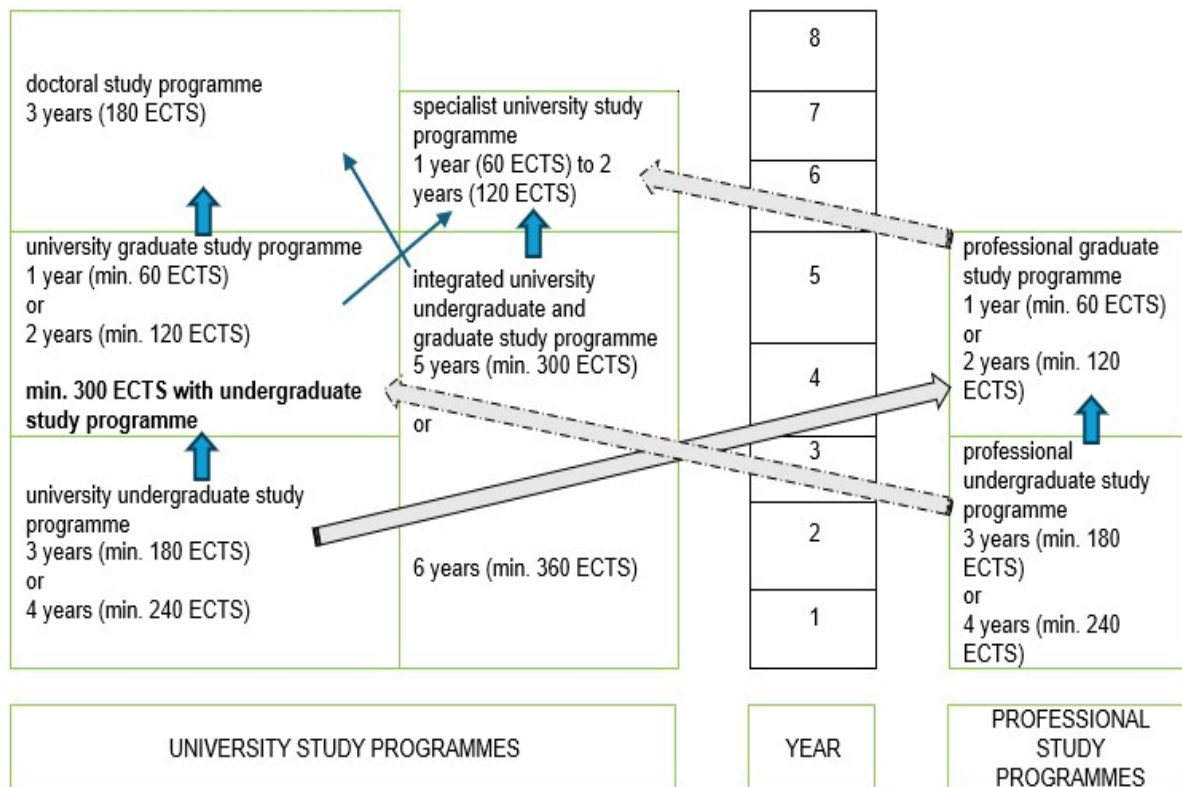 doctoral study programme
3 years (180 ECTS)
university graduate study programme
1 year (min. 60 ECTS)
or
2 years (min. 120 ECTS)
min. 300 ECTS with undergraduate
study programme
university undergraduate study
programme
3 years (min. 180 ECTS)
or
4 years (min. 240 ECTS)
specialist university study
programme
1 year (60 ECTS) to 2
years (120 ECTS)
integrated university
undergraduate and
graduate study programme
5 years (min. 300 ECTS)
or
6 years (min. 360 ECTS)
8
7
6
5
4
3
2
1
professional graduate
study programme
1 year (min. 60 ECTS)
or
2 years (min. 120
ECTS)
professional
undergraduate study
programme
3 years (min. 180
ECTS)
or
4 years (min. 240
ECTS)
UNIVERSITY STUDY PROGRAMMES
YEAR
PROFESSIONAL
STUDY
PROGRAMMES